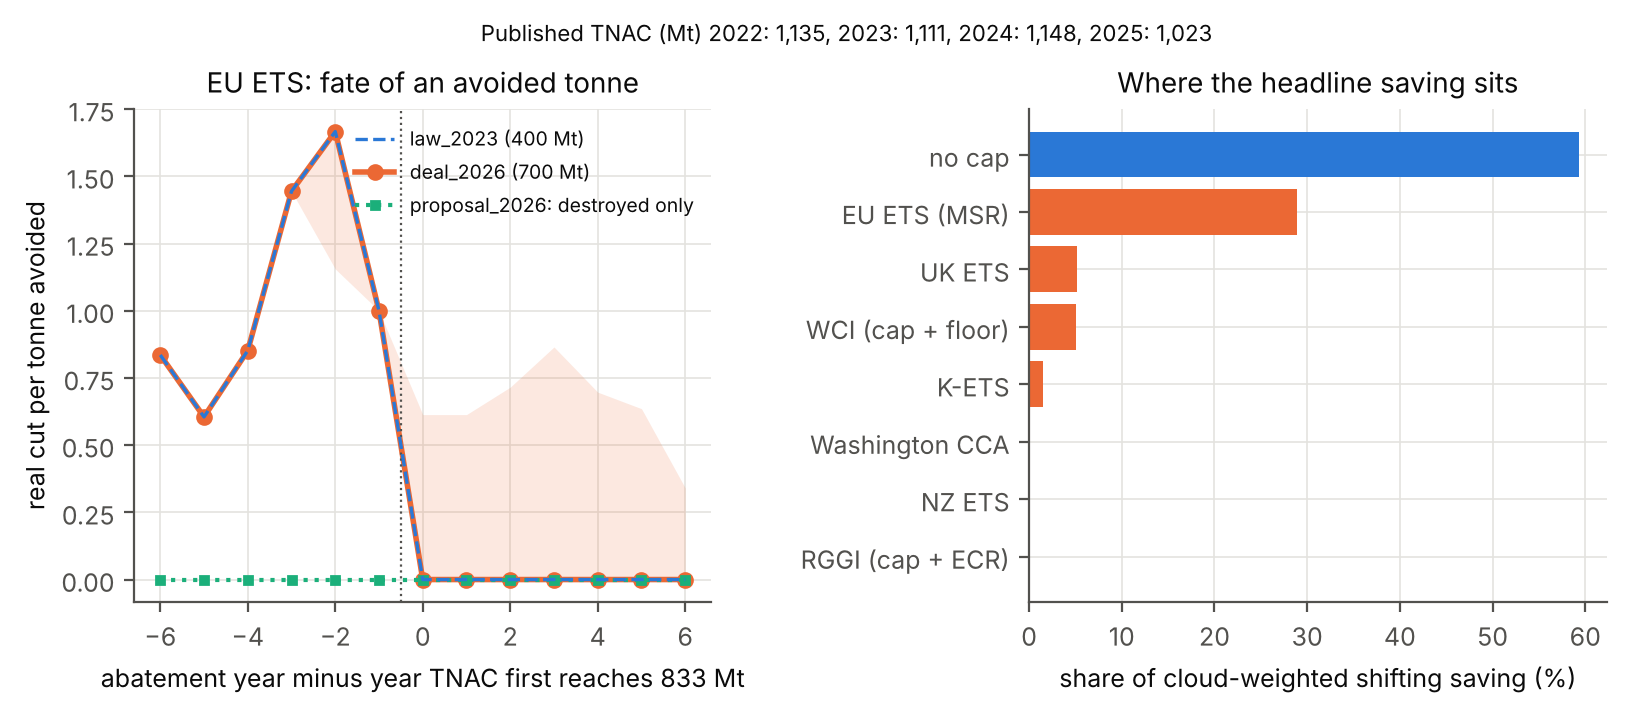 Published TNAC (Mt) 2022: 1,135, 2023: 1,111, 2024: 1,148, 2025: 1,023
EU ETS: fate of an avoided tonne
real cut per tonne avoided
1.75
1.50
1.25
1.00
0.75
0.50
0.25
0.00
law_2023 (400 Mt)
deal_2026 (700 Mt)
proposal_2026: destroyed only
−6
−4
−2
0
2
4
6
abatement year minus year TNAC first reaches 833 Mt
Where the headline saving sits
no cap
EU ETS (MSR)
UK ETS
WCI (cap + floor)
K-ETS
Washington CCA
NZ ETS
RGGI (cap + ECR)
0
10
20
30
40
50
60
share of cloud-weighted shifting saving (%)